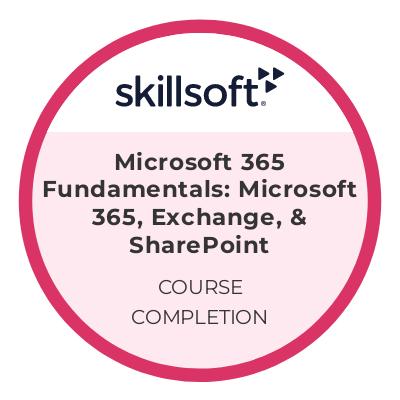 skillsoft®
Microsoft 365
Fundamentals: Microsoft
365, Exchange, &
SharePoint
COURSE
COMPLETION